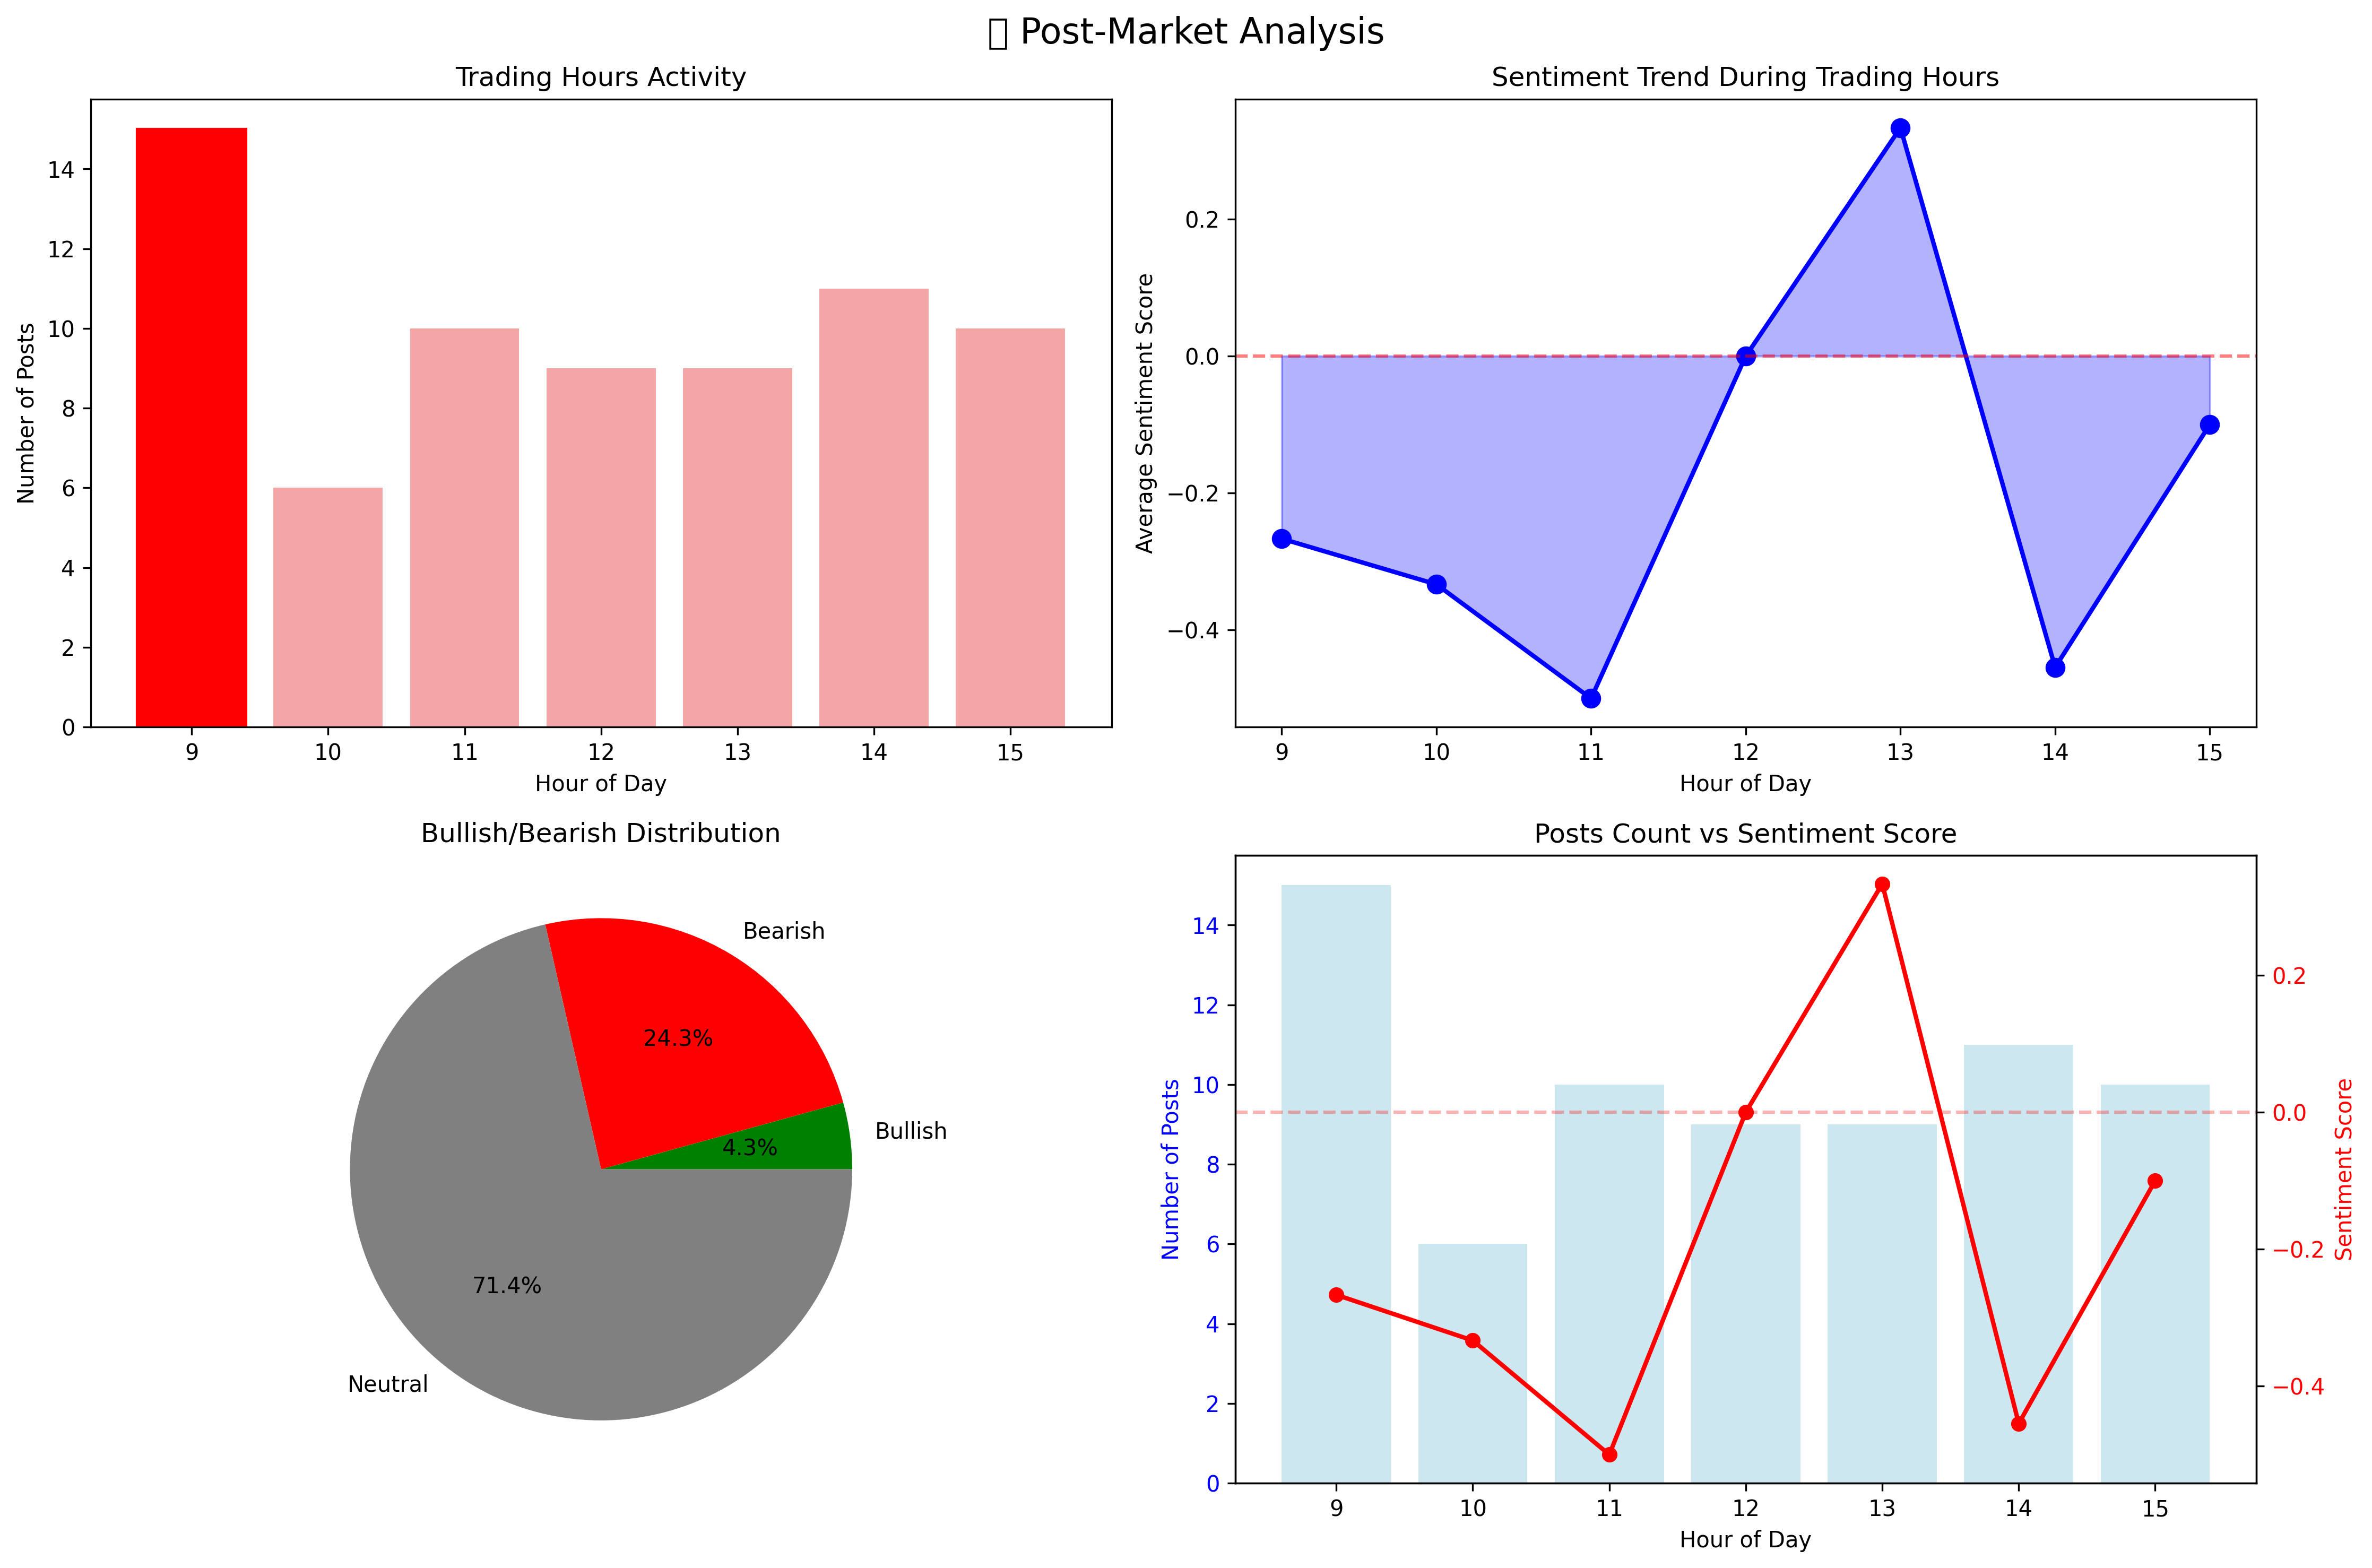 Post-Market Analysis
Trading Hours Activity
Number of Posts
14
12
10
8
6
4
2
0
9 10 11 12 13 14 15
Hour of Day
Sentiment Trend During Trading Hours
Average Sentiment Score
0.2
0.0
−0.2
−0.4
9 10 11 12 13 14 15
Hour of Day
Bullish/Bearish Distribution
Bearish
24.3%
Bullish
4.3%
71.4%
Neutral
Posts Count vs Sentiment Score
Number of Posts
14
12
10
8
6
4
2
0
9 10 11 12 13 14 15
Hour of Day
0.2
0.0
−0.2
−0.4
Sentiment Score